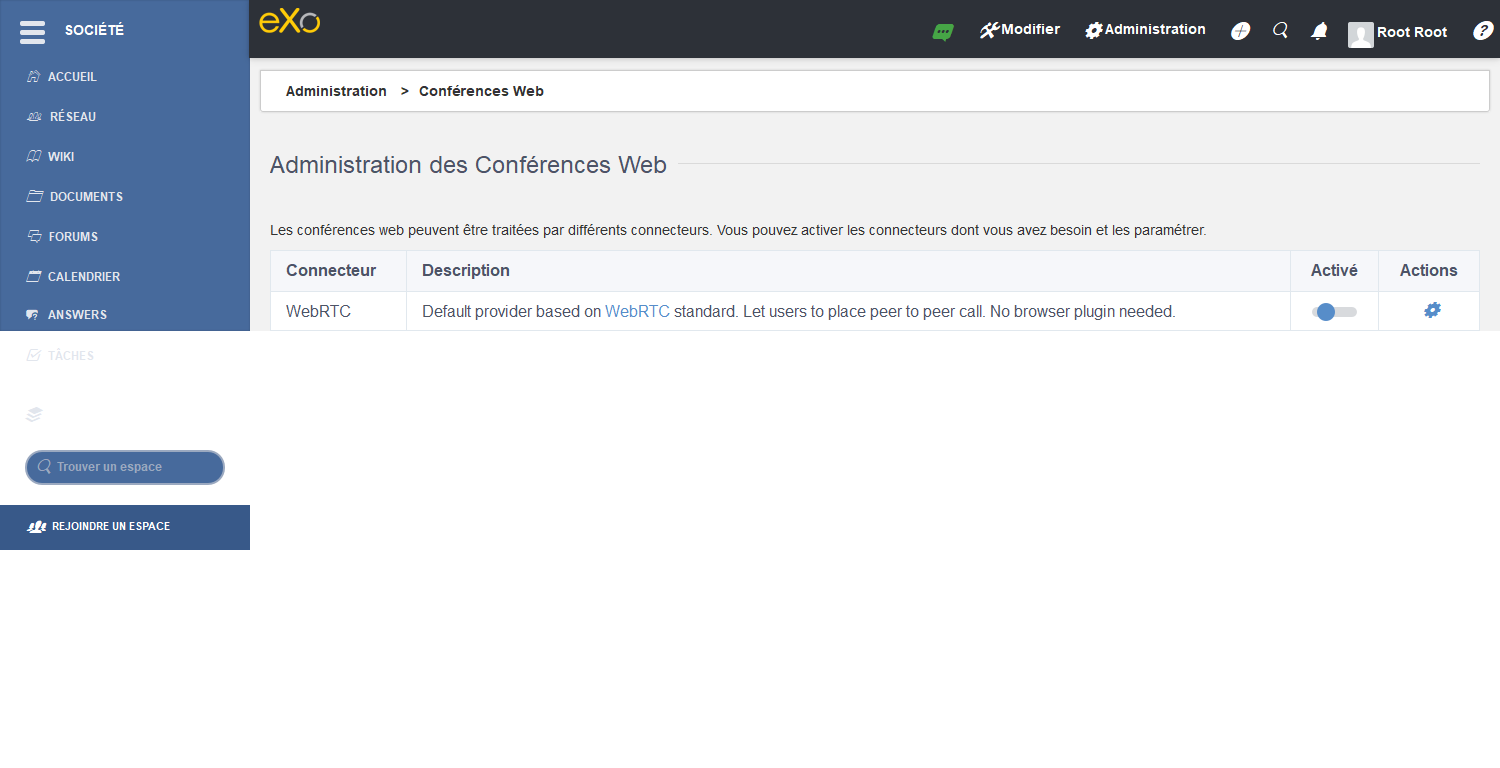 SOCIÉTÉ
eXo
Modifier
Administration
Root Root
?
ACCUEIL
RÉSEAU
WIKI
DOCUMENTS
FORUMS
CALENDRIER
ANSWERS
TÂCHES
Trouver un espace
REJOINDRE UN ESPACE
Administration > Conférences Web
Administration des Conférences Web
Les conférences web peuvent être traitées par différents connecteurs. Vous pouvez activer les connecteurs dont vous avez besoin et les paramétrer.
Connecteur Description Activé Actions
WebRTC Default provider based on WebRTC standard. Let users to place peer to peer call. No browser plugin needed.